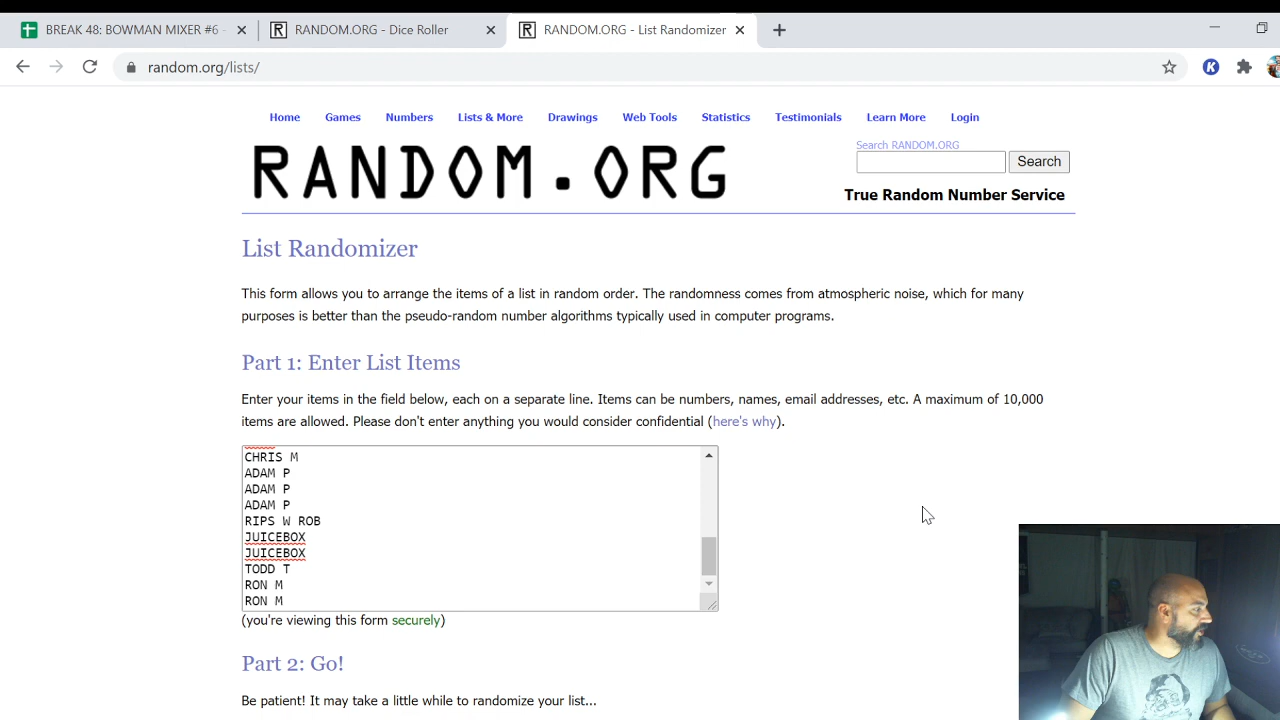 BREAK 48: BOWMAN MIXER #6 -
RANDOM.ORG - Dice Roller
RANDOM.ORG - List Randomizer
random.org/lists/
Home Games Numbers Lists & More Drawings Web Tools Statistics Testimonials Learn More Login
RANDOM.ORG
Search RANDOM.ORG
Search
True Random Number Service
List Randomizer
This form allows you to arrange the items of a list in random order. The randomness comes from atmospheric noise, which for many
purposes is better than the pseudo-random number algorithms typically used in computer programs.
Part 1: Enter List Items
Enter your items in the field below, each on a separate line. Items can be numbers, names, email addresses, etc. A maximum of 10,000
items are allowed. Please don't enter anything you would consider confidential (here's why).
CHRIS M
ADAM P
ADAM P
ADAM P
RIPS W ROB
JUICEBOX
JUICEBOX
TODD T
RON M
RON M
(you're viewing this form securely)
Part 2: Go!
Be patient! It may take a little while to randomize your list...